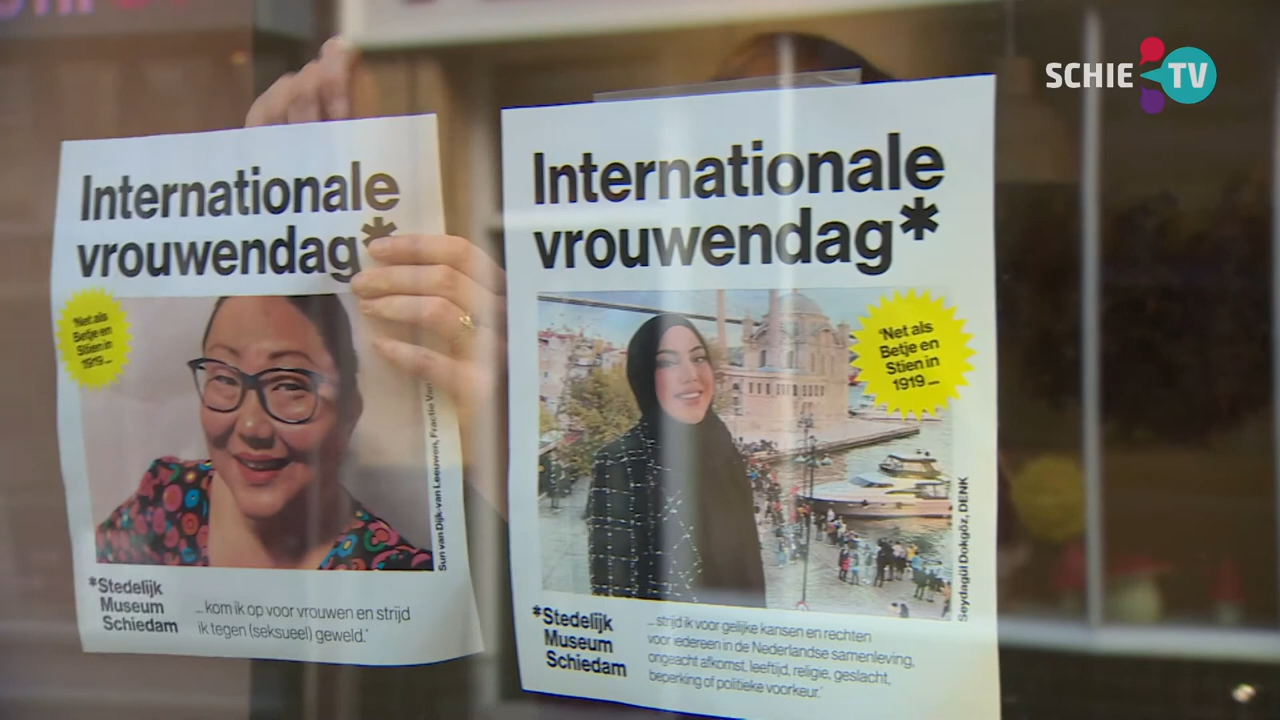 SCHIE TV
Internationale
vrouwendag*
'Net als
Betje en
Stien in
1919 ...
Sun van Dijk-van Leeuwen, Fractie
*Stedelijk
Museum
Schiedam
... kom ik op voor vrouwen en strijd
ik tegen (seksueel) geweld.'
Internationale
vrouwendag*
'Net als
Betje en
Stien in
1919 ...
Seydagül Dokgöz, DENK
*Stedelijk
Museum
Schiedam
... strijd ik voor gelijke kansen en rechten
voor iedereen in de Nederlandse samenleving,
ongeacht afkomst, leeftijd, religie, geslacht,
beperking of politieke voorkeur.'